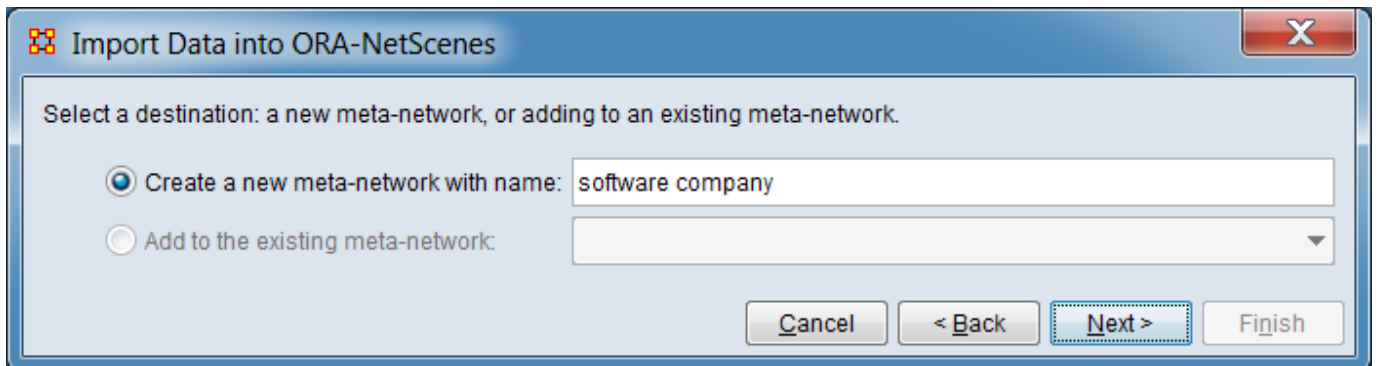 Import Data into ORA-NetScenes
X
Select a destination: a new meta-network, or adding to an existing meta-network.
Create a new meta-network with name: software company
Add to the existing meta-network:
Cancel < Back Next > Finish